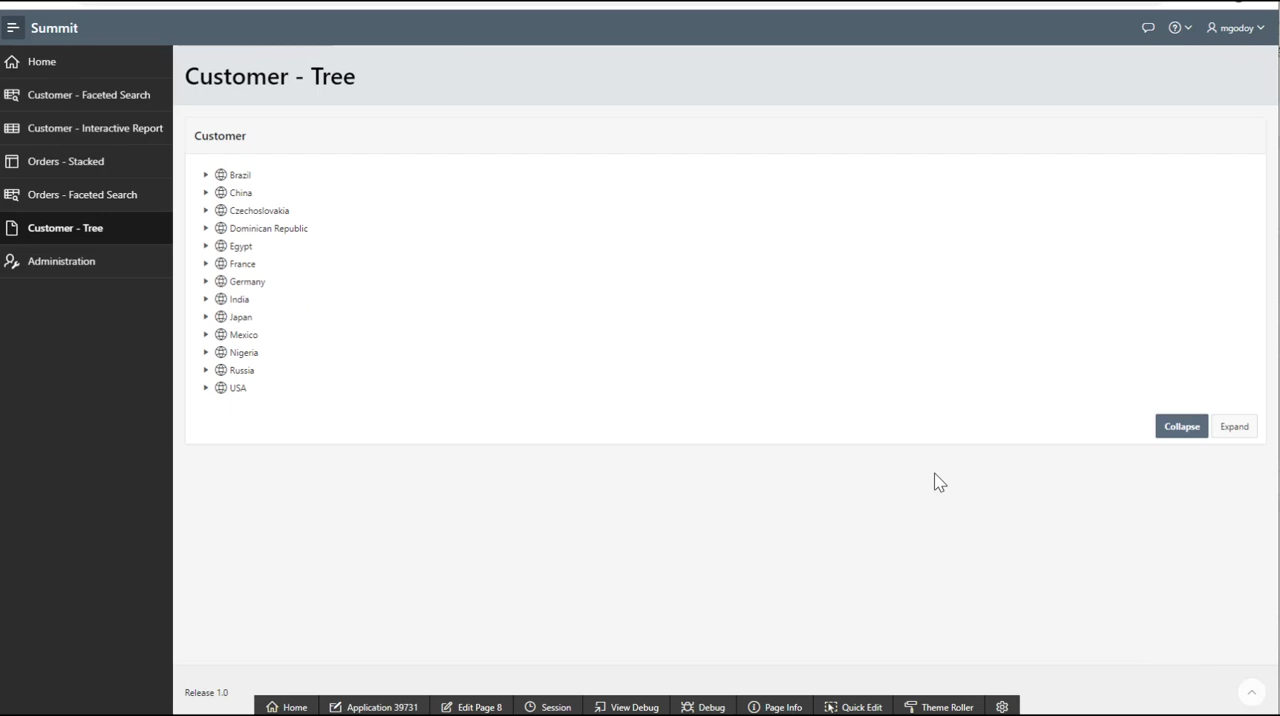 Summit
mgodoy
Home
Customer - Faceted Search
Customer - Interactive Report
Orders - Stacked
Orders - Faceted Search
Customer - Tree
Administration
Customer - Tree
Customer
Brazil
China
Czechoslovakia
Dominican Republic
Egypt
France
Germany
India
Japan
Mexico
Nigeria
Russia
USA
Collapse Expand
Release 1.0
Home Application 39731 Edit Page 8 Session View Debug Debug Page Info Quick Edit Theme Roller